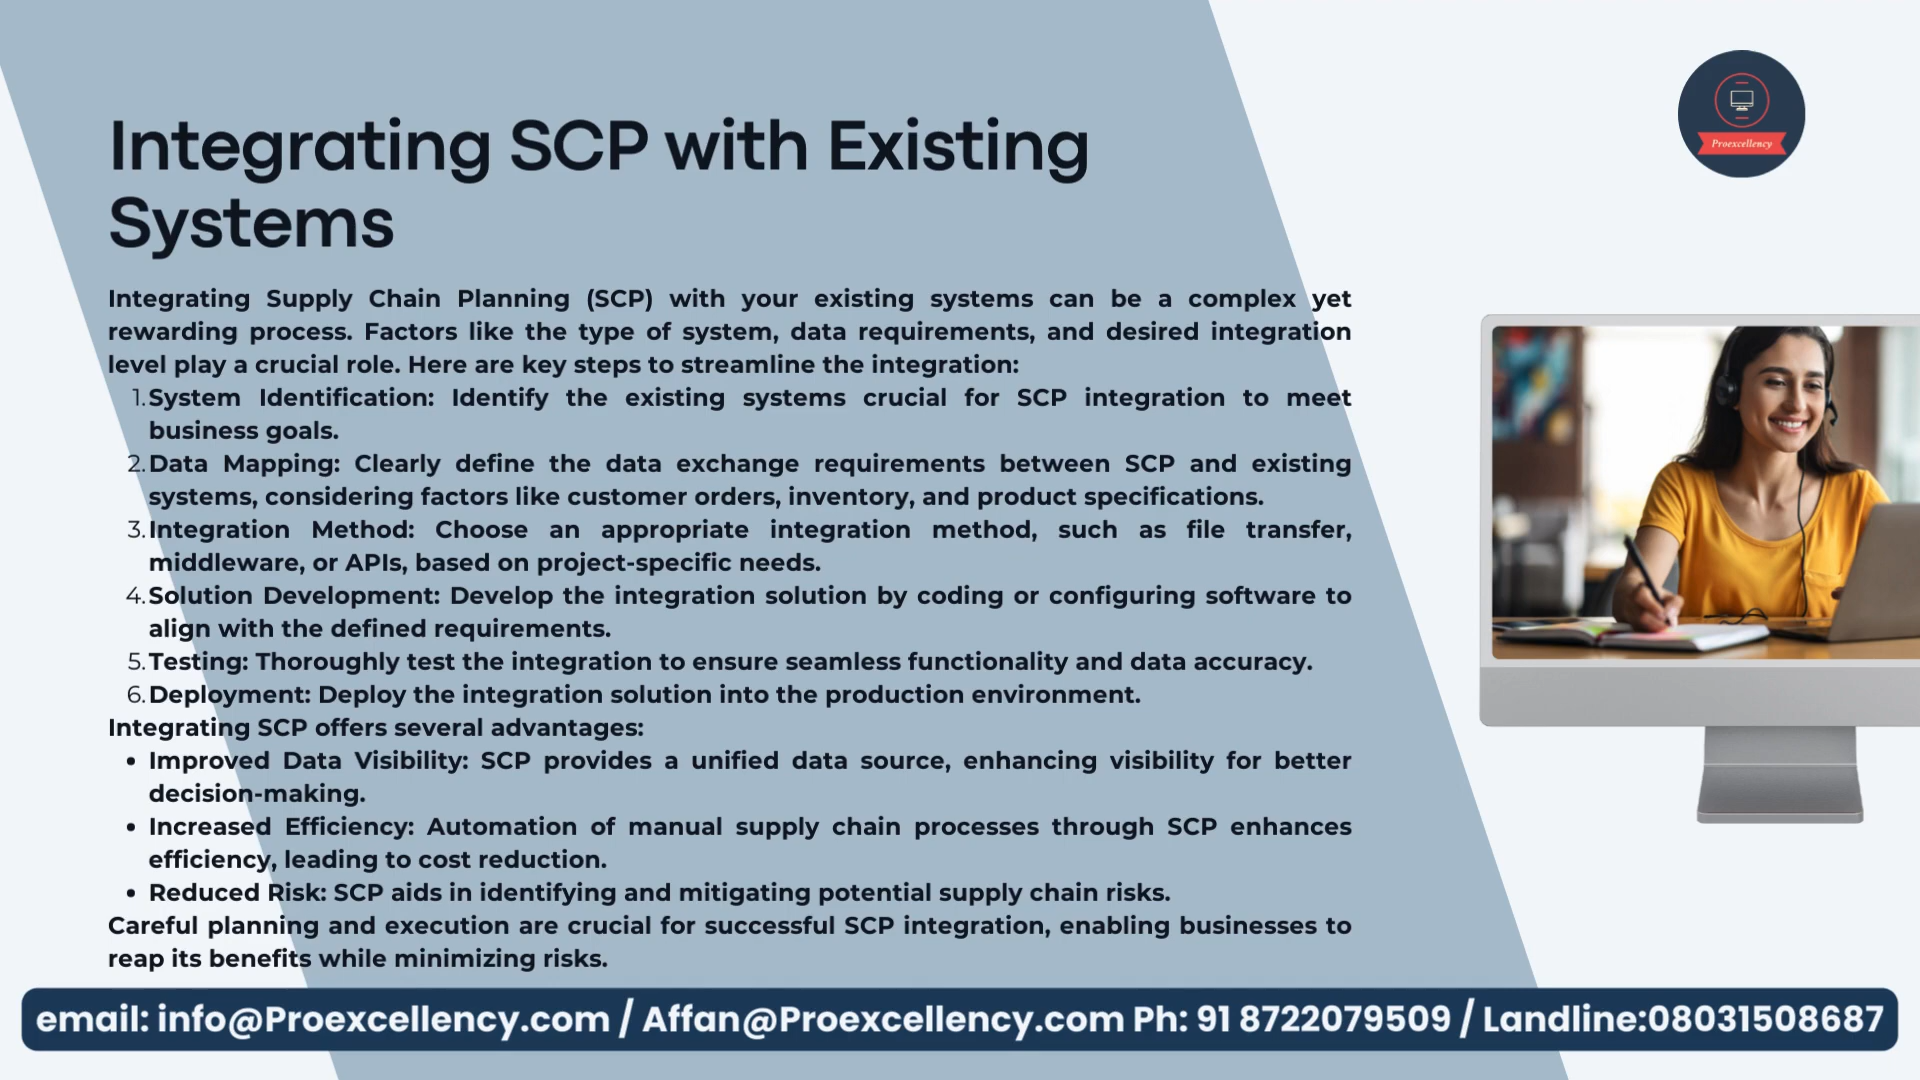 Proexcellency
Integrating SCP with Existing
Systems
Integrating Supply Chain Planning (SCP) with your existing systems can be a complex yet
rewarding process. Factors like the type of system, data requirements, and desired integration
level play a crucial role. Here are key steps to streamline the integration:
1. System Identification: Identify the existing systems crucial for SCP integration to meet
business goals.
2. Data Mapping: Clearly define the data exchange requirements between SCP and existing
systems, considering factors like customer orders, inventory, and product specifications.
3. Integration Method: Choose an appropriate integration method, such as file transfer,
middleware, or APIs, based on project-specific needs.
4. Solution Development: Develop the integration solution by coding or configuring software to
align with the defined requirements.
5. Testing: Thoroughly test the integration to ensure seamless functionality and data accuracy.
6. Deployment: Deploy the integration solution into the production environment.
Integrating SCP offers several advantages:
• Improved Data Visibility: SCP provides a unified data source, enhancing visibility for better
decision-making.
• Increased Efficiency: Automation of manual supply chain processes through SCP enhances
efficiency, leading to cost reduction.
• Reduced Risk: SCP aids in identifying and mitigating potential supply chain risks.
Careful planning and execution are crucial for successful SCP integration, enabling businesses to
reap its benefits while minimizing risks.
email: info@Proexcellency.com / Affan@Proexcellency.com Ph: 91 8722079509 / Landline:08031508687